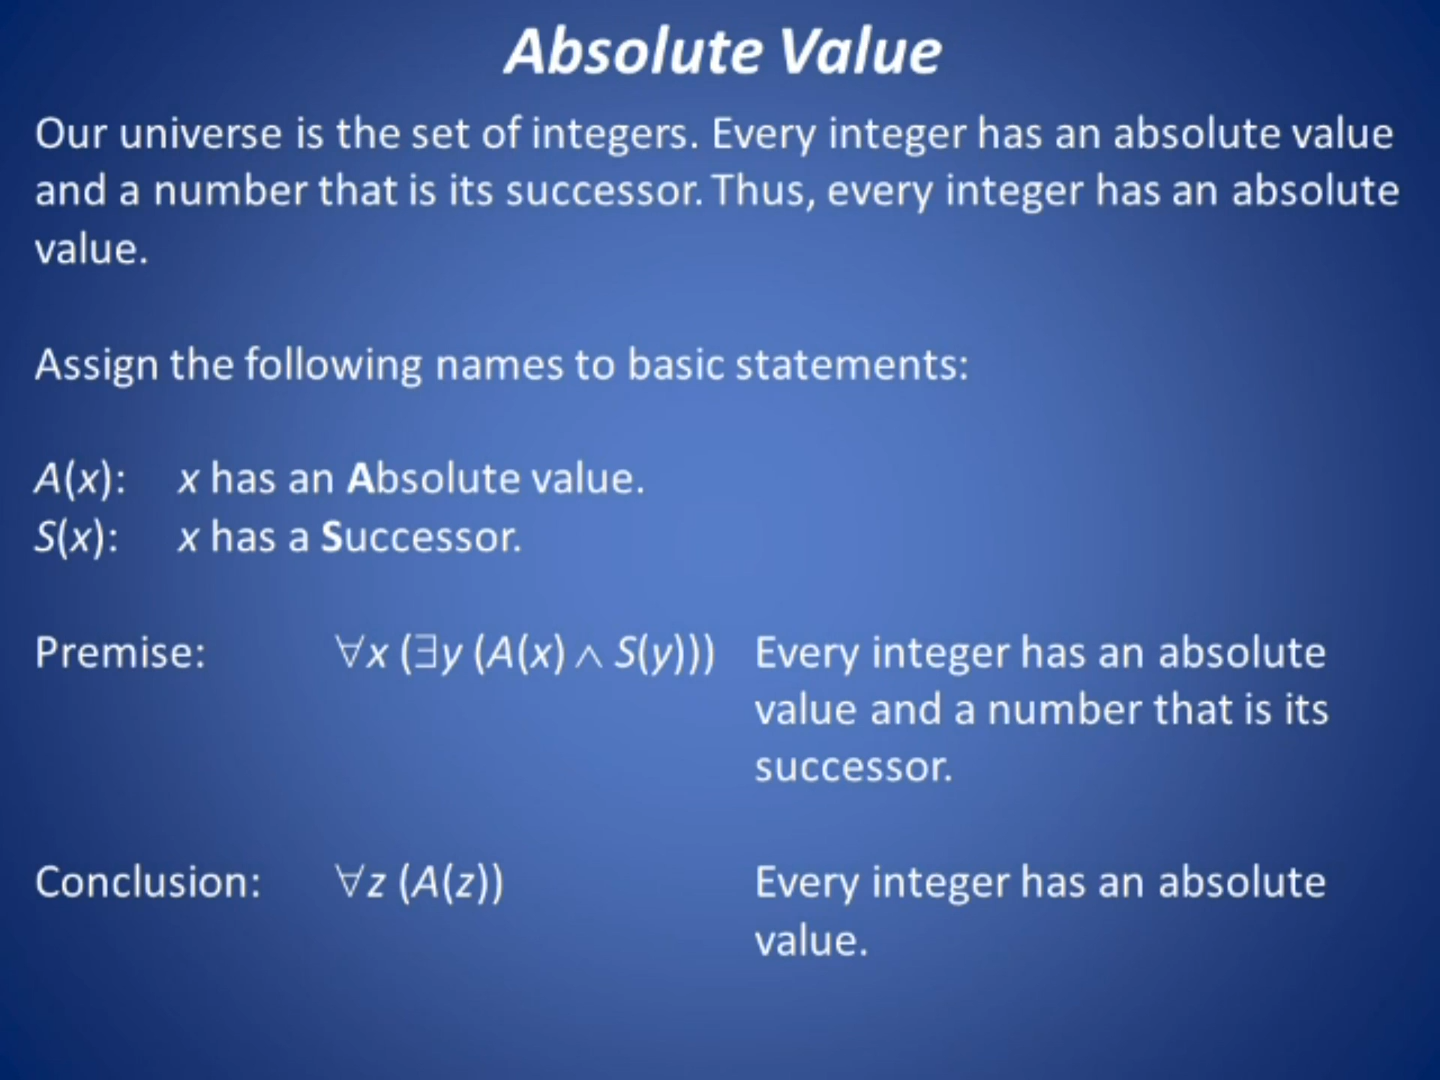 Absolute Value
Our universe is the set of integers. Every integer has an absolute value
and a number that is its successor. Thus, every integer has an absolute
value.
Assign the following names to basic statements:
A(x): x has an Absolute value.
S(x): x has a Successor.
Premise: ∀x (∃y (A(x) ∧ S(y))) Every integer has an absolute
value and a number that is its
successor.
Conclusion: ∀z (A(z)) Every integer has an absolute
value.